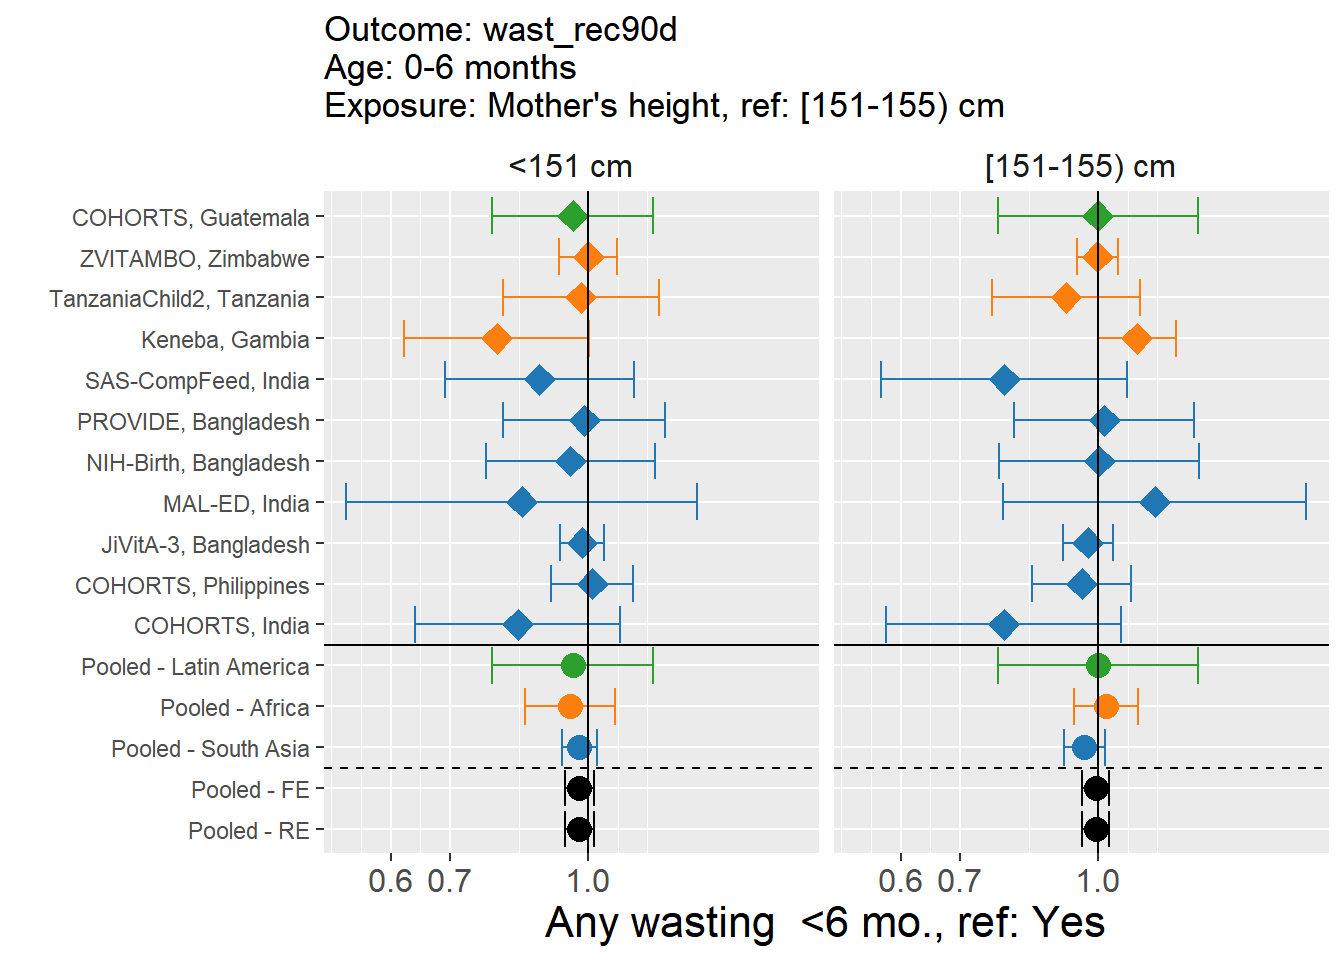 Outcome: wast_rec90d
Age: 0-6 months
Exposure: Mother's height, ref: [151-155) cm
<151 cm
[151-155) cm
COHORTS, Guatemala
ZVITAMBO, Zimbabwe
TanzaniaChild2, Tanzania
Keneba, Gambia
SAS-CompFeed, India
PROVIDE, Bangladesh
NIH-Birth, Bangladesh
MAL-ED, India
JiVitA-3, Bangladesh
COHORTS, Philippines
COHORTS, India
Pooled - Latin America
Pooled - Africa
Pooled - South Asia
Pooled - FE
Pooled - RE
0.6 0.7 1.0 0.6 0.7 1.0
Any wasting  <6 mo., ref: Yes